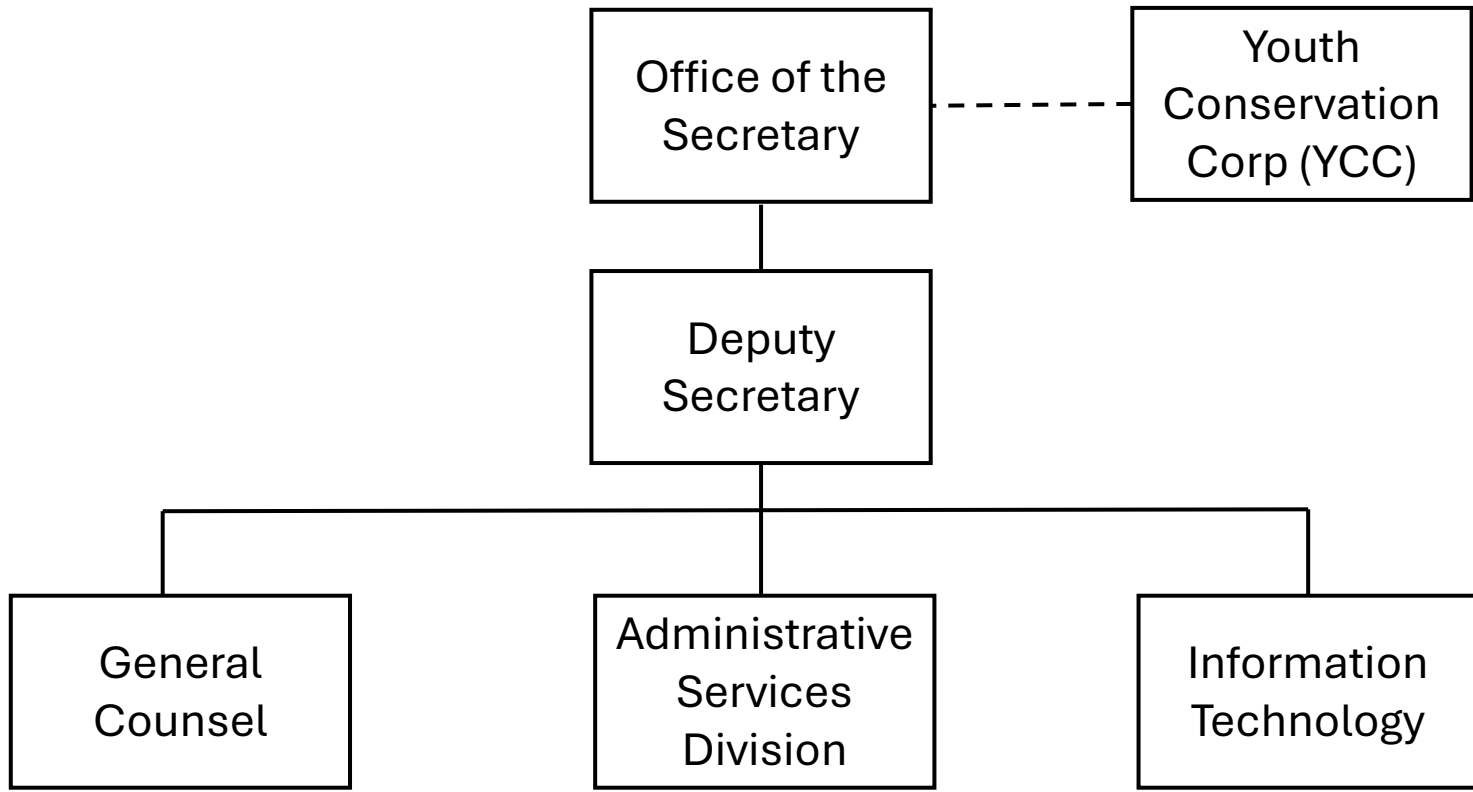 Office of the
Secretary
Youth
Conservation
Corp (YCC)
Deputy
Secretary
General
Counsel
Administrative
Services
Division
Information
Technology